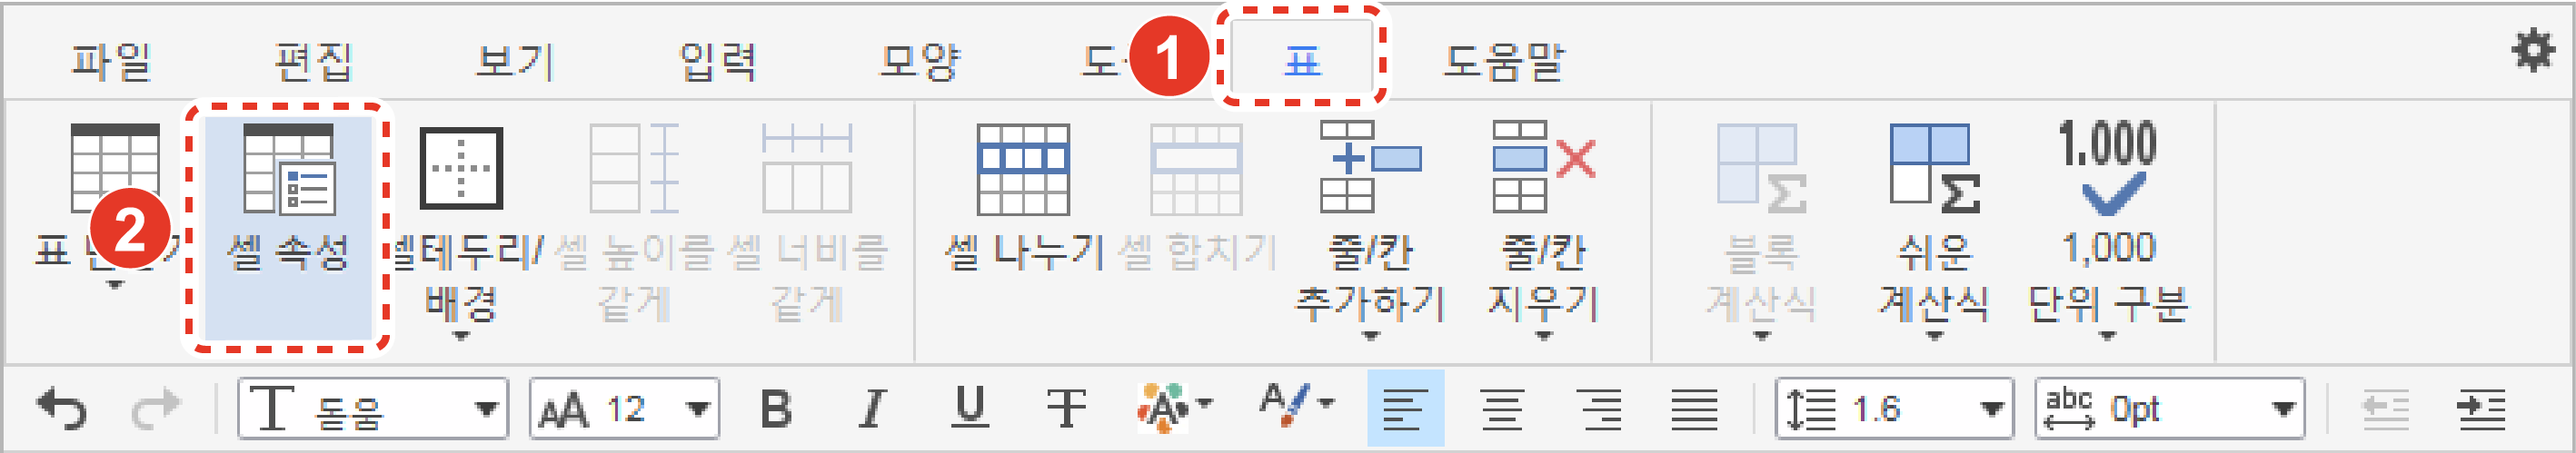 파일 편집 보기 입력 모양 1 표 도움말
2 표 셀 속성 셀테두리/ 셀 높이를 셀 너비를 셀 나누기 셀 합치기 줄/칸 줄/칸 블록 쉬운 1.000 1,000
배경 같게 같게 추가하기 지우기 계산식 계산식 단위 구분
돋움 AA 12 B I U T A A 1.6 abc 0pt